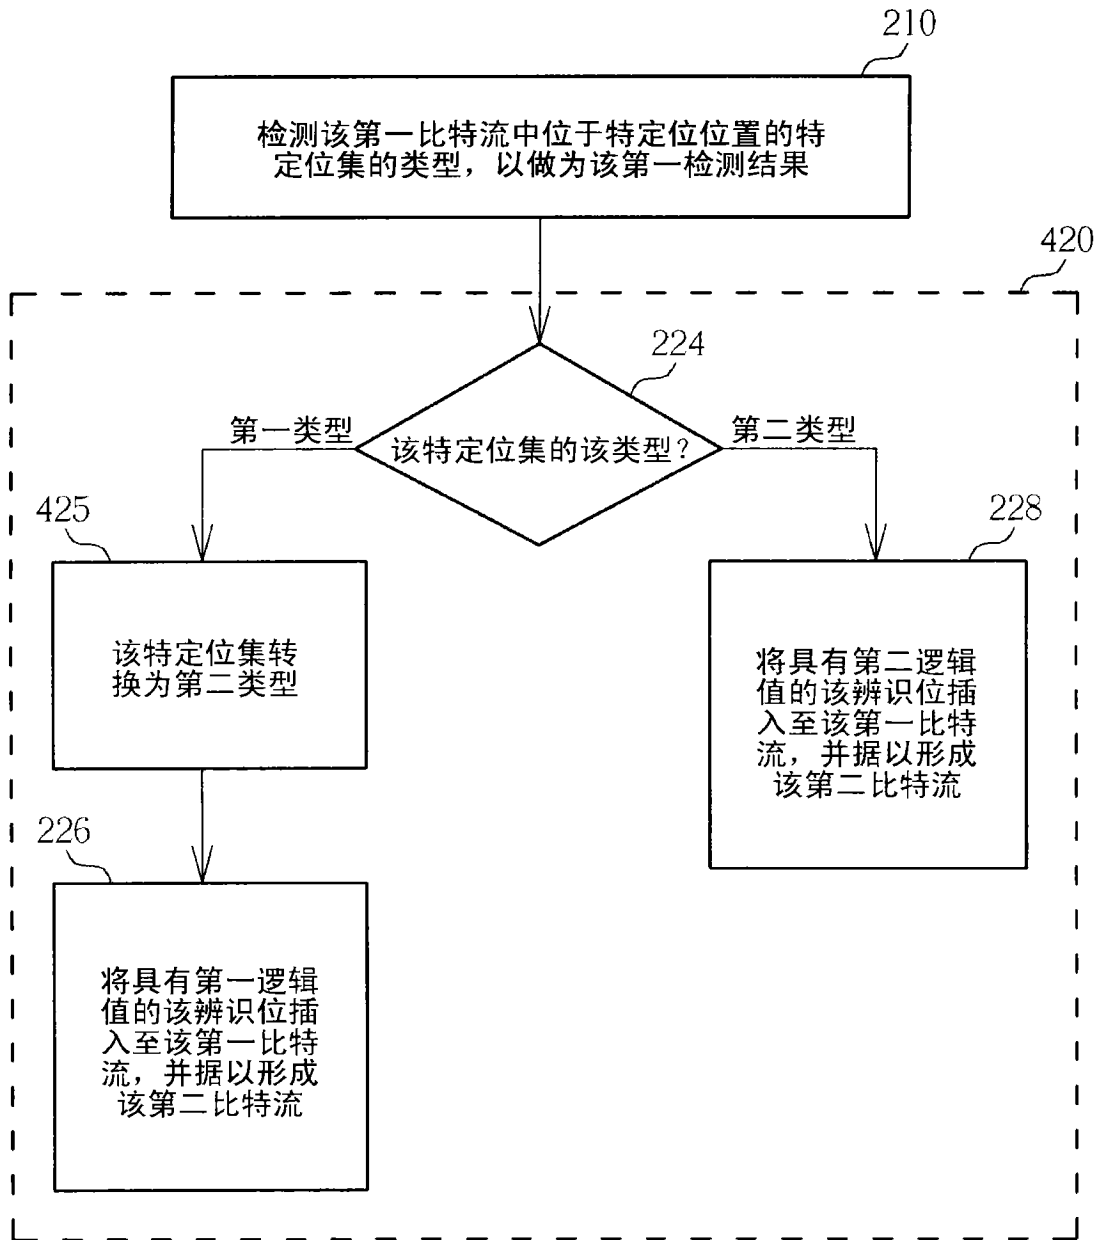 210
检测该第一比特流中位于特定位位置的特
定位集的类型，以做为该第一检测结果
420
224
第一类型
该特定位集的该类型？
第二类型
425
该特定位集转
换为第二类型
228
将具有第二逻辑
值的该辨识位插
入至该第一比特
流，并据以形成
该第二比特流
226
将具有第一逻辑
值的该辨识位插
入至该第一比特
流，并据以形成
该第二比特流